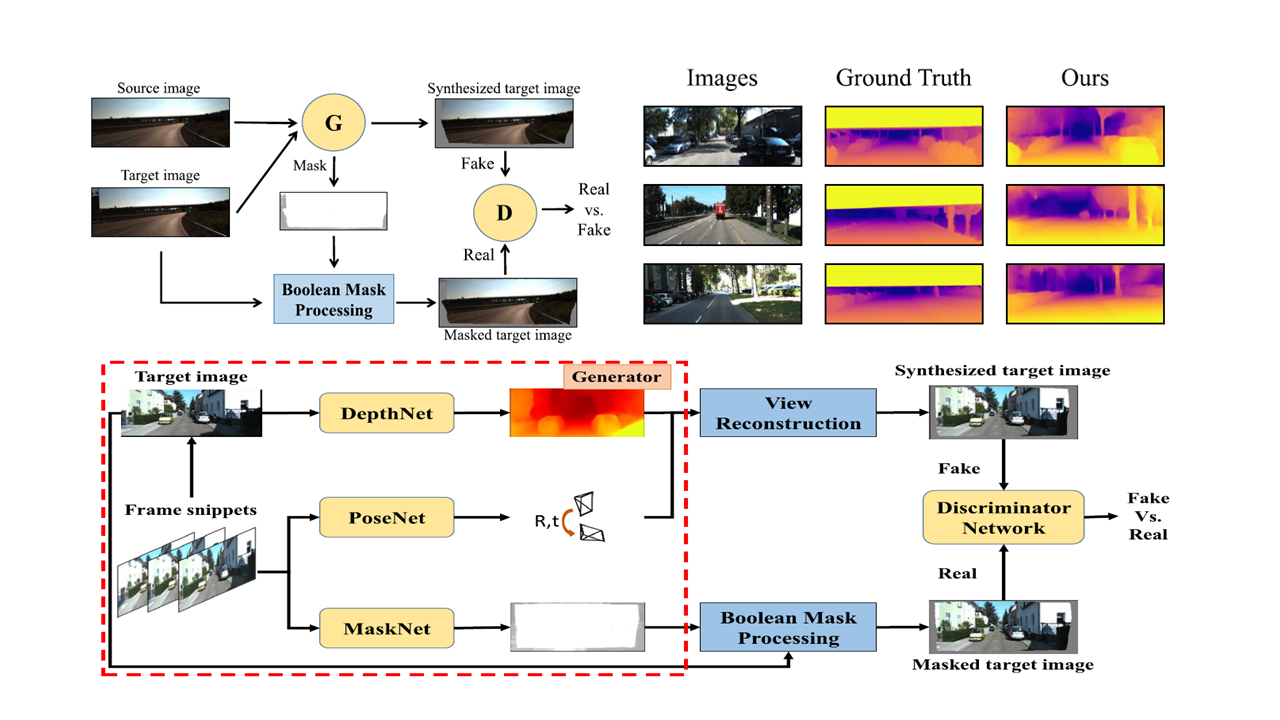 Source image
Target image
G
Mask
Boolean Mask
Processing
Synthesized target image
Fake
D
Real
vs.
Fake
Real
Masked target image
Images
Ground Truth
Ours
Target image
Generator
DepthNet
Frame snippets
PoseNet
R,t
MaskNet
View
Reconstruction
Boolean Mask
Processing
Synthesized target image
Fake
Discriminator
Network
Fake
Vs.
Real
Real
Masked target image